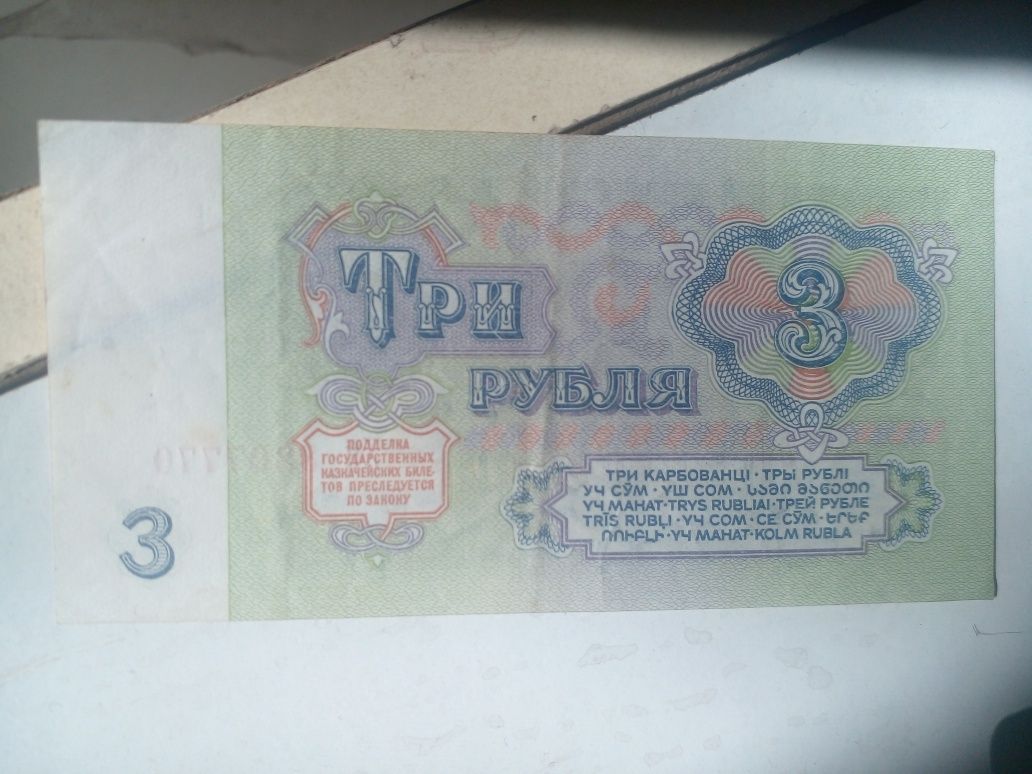 ТРИ
РУБЛЯ
3
ПОДДЕЛКА
ГОСУДАРСТВЕННЫХ
КАЗНАЧЕЙСКИХ БИЛЕ-
ТОВ ПРЕСЛЕДУЕТСЯ
ПО ЗАКОНУ
ТРИ КАРБОВАНЦІ · ТРЫ РУБЛІ
УЧ СЎМ · ҮШ СОМ · ᲡᲐᲛᲘ ᲛᲐᲜᲔᲗᲘ
ҮЧ МАНАТ · TRYS RUBLIAI · ТРЕЙ РУБЛЕ
TRĪS RUBĻI · ҮЧ СОМ · СЕ СӮМ · ԵՐԵՔ
ՌՈՒԲԼԻ · ҮЧ МАНАТ · KOLM RUBLA
3